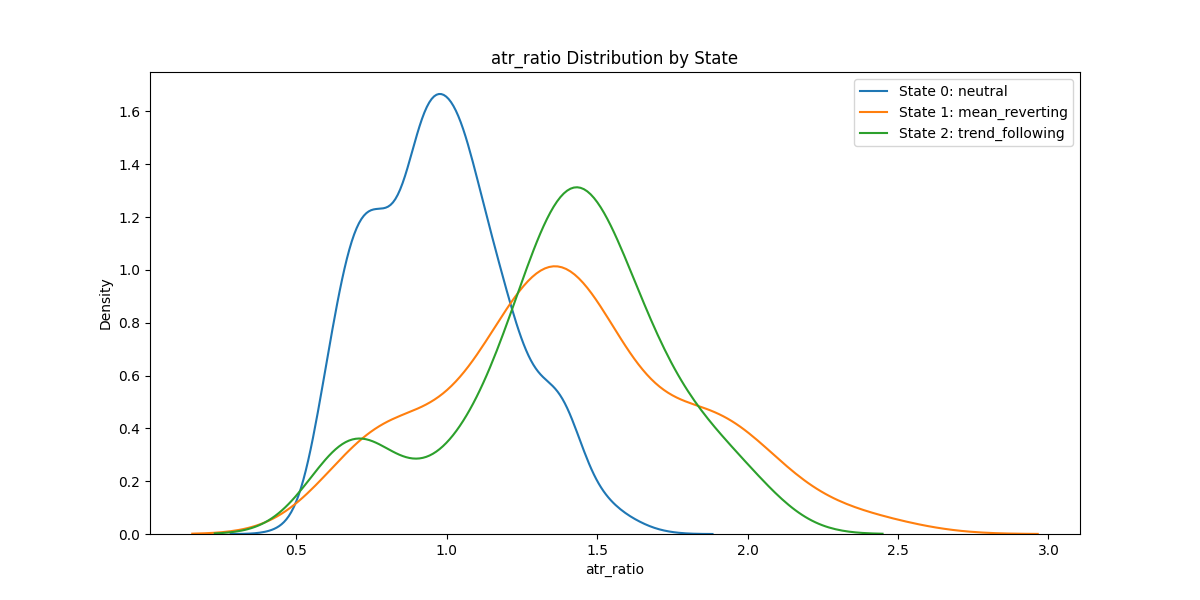 atr_ratio Distribution by State
State 0: neutral
State 1: mean_reverting
State 2: trend_following
Density
1.6
1.4
1.2
1.0
0.8
0.6
0.4
0.2
0.0
0.5
1.0
1.5
2.0
2.5
3.0
atr_ratio